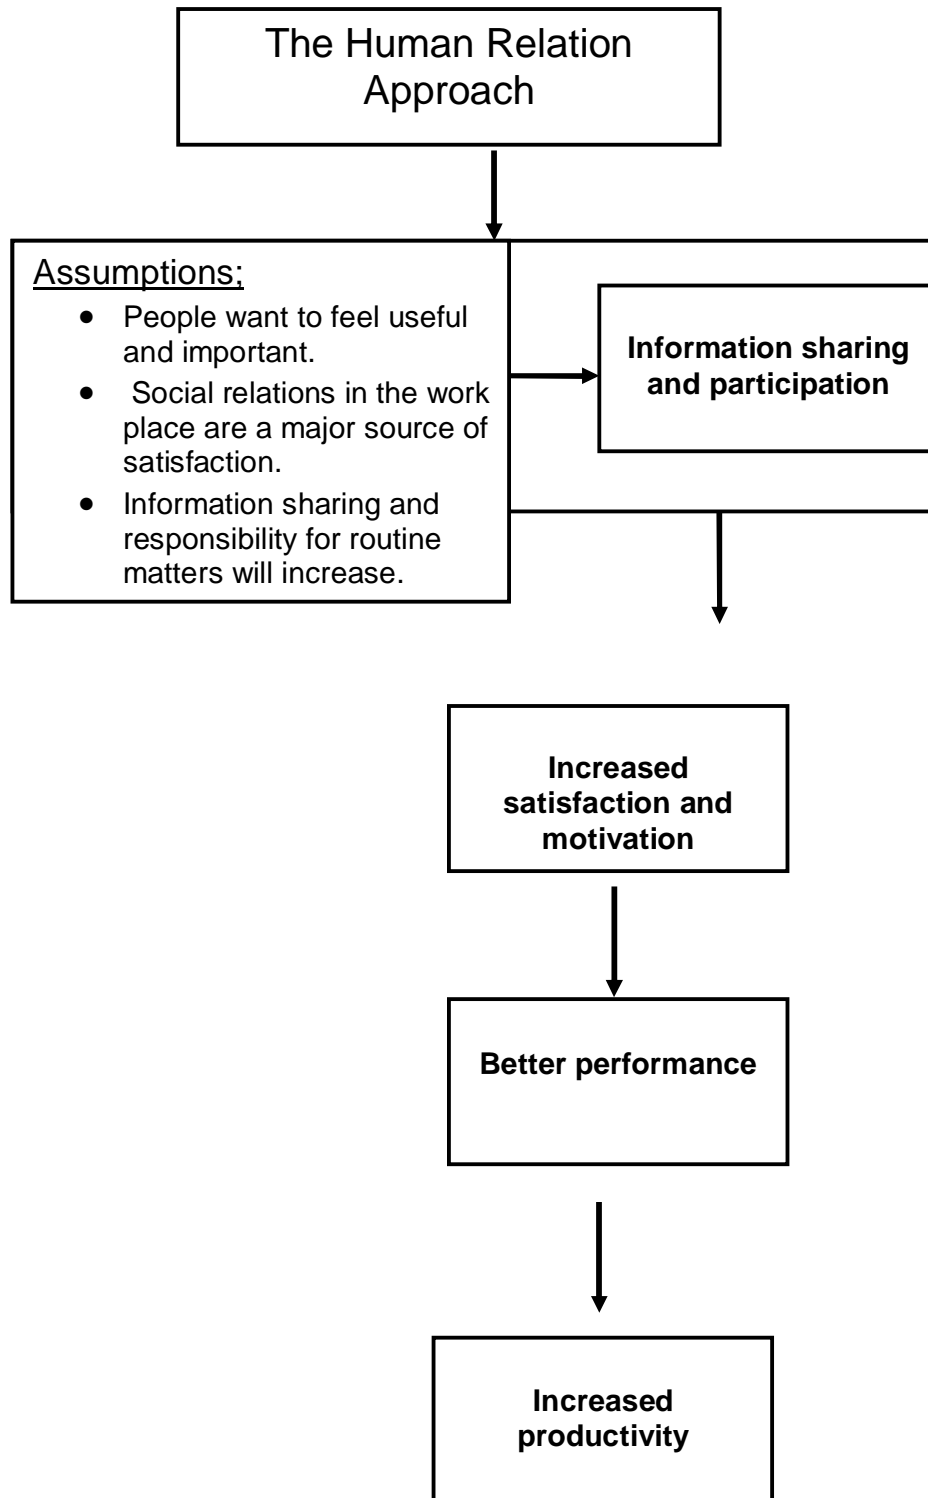 The Human Relation
Approach
Assumptions;
• People want to feel useful
and important.
• Social relations in the work
place are a major source of
satisfaction.
• Information sharing and
responsibility for routine
matters will increase.
Information sharing
and participation
Increased
satisfaction and
motivation
Better performance
Increased
productivity